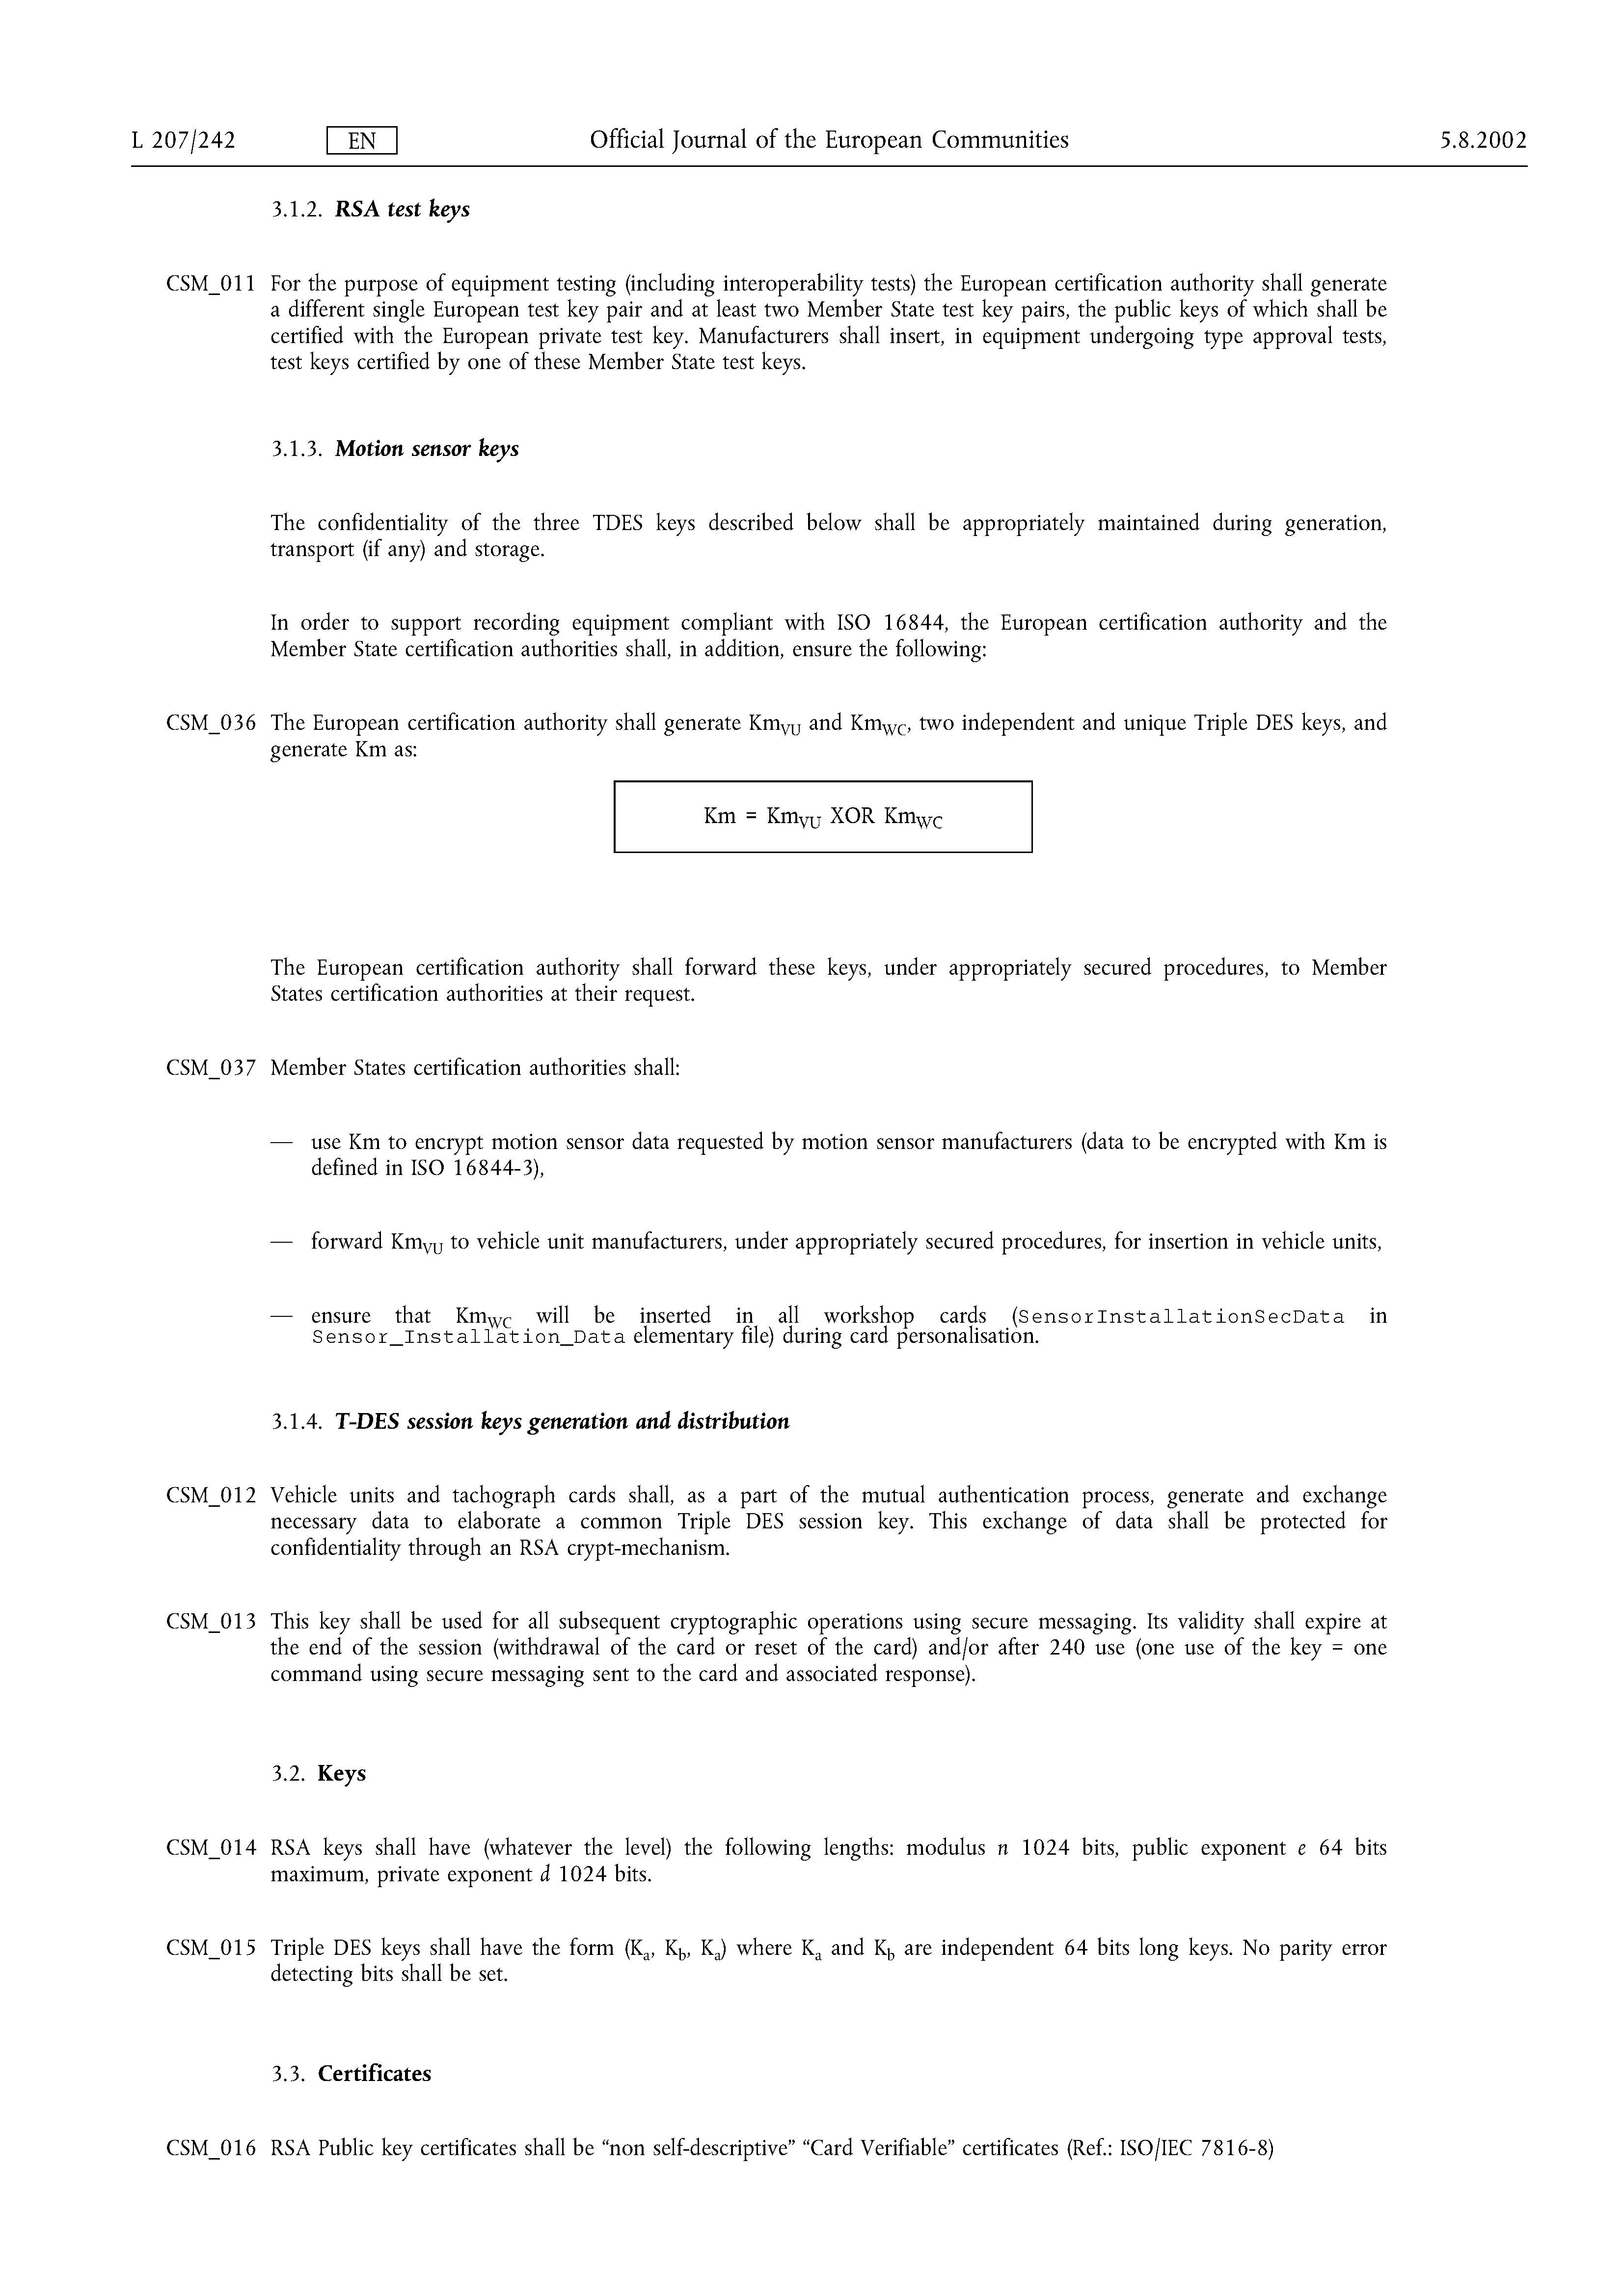 L 207/242 EN Official Journal of the European Communities 5.8.2002
3.1.2. RSA test keys
CSM_011 For the purpose of equipment testing (including interoperability tests) the European certification authority shall generate
a different single European test key pair and at least two Member State test key pairs, the public keys of which shall be
certified with the European private test key. Manufacturers shall insert, in equipment undergoing type approval tests,
test keys certified by one of these Member State test keys.
3.1.3. Motion sensor keys
The confidentiality of the three TDES keys described below shall be appropriately maintained during generation,
transport (if any) and storage.
In order to support recording equipment compliant with ISO 16844, the European certification authority and the
Member State certification authorities shall, in addition, ensure the following:
CSM_036 The European certification authority shall generate KmVU and KmWC, two independent and unique Triple DES keys, and
generate Km as:
Km = KmVU XOR KmWC
The European certification authority shall forward these keys, under appropriately secured procedures, to Member
States certification authorities at their request.
CSM_037 Member States certification authorities shall:
— use Km to encrypt motion sensor data requested by motion sensor manufacturers (data to be encrypted with Km is
defined in ISO 16844-3),
— forward KmVU to vehicle unit manufacturers, under appropriately secured procedures, for insertion in vehicle units,
— ensure that KmWC will be inserted in all workshop cards (SensorInstallationSecData in
Sensor_Installation_Data elementary file) during card personalisation.
3.1.4. T-DES session keys generation and distribution
CSM_012 Vehicle units and tachograph cards shall, as a part of the mutual authentication process, generate and exchange
necessary data to elaborate a common Triple DES session key. This exchange of data shall be protected for
confidentiality through an RSA crypt-mechanism.
CSM_013 This key shall be used for all subsequent cryptographic operations using secure messaging. Its validity shall expire at
the end of the session (withdrawal of the card or reset of the card) and/or after 240 use (one use of the key = one
command using secure messaging sent to the card and associated response).
3.2. Keys
CSM_014 RSA keys shall have (whatever the level) the following lengths: modulus n 1024 bits, public exponent e 64 bits
maximum, private exponent d 1024 bits.
CSM_015 Triple DES keys shall have the form (Ka, Kb, Ka) where Ka and Kb are independent 64 bits long keys. No parity error
detecting bits shall be set.
3.3. Certificates
CSM_016 RSA Public key certificates shall be “non self-descriptive” “Card Verifiable” certificates (Ref.: ISO/IEC 7816-8)